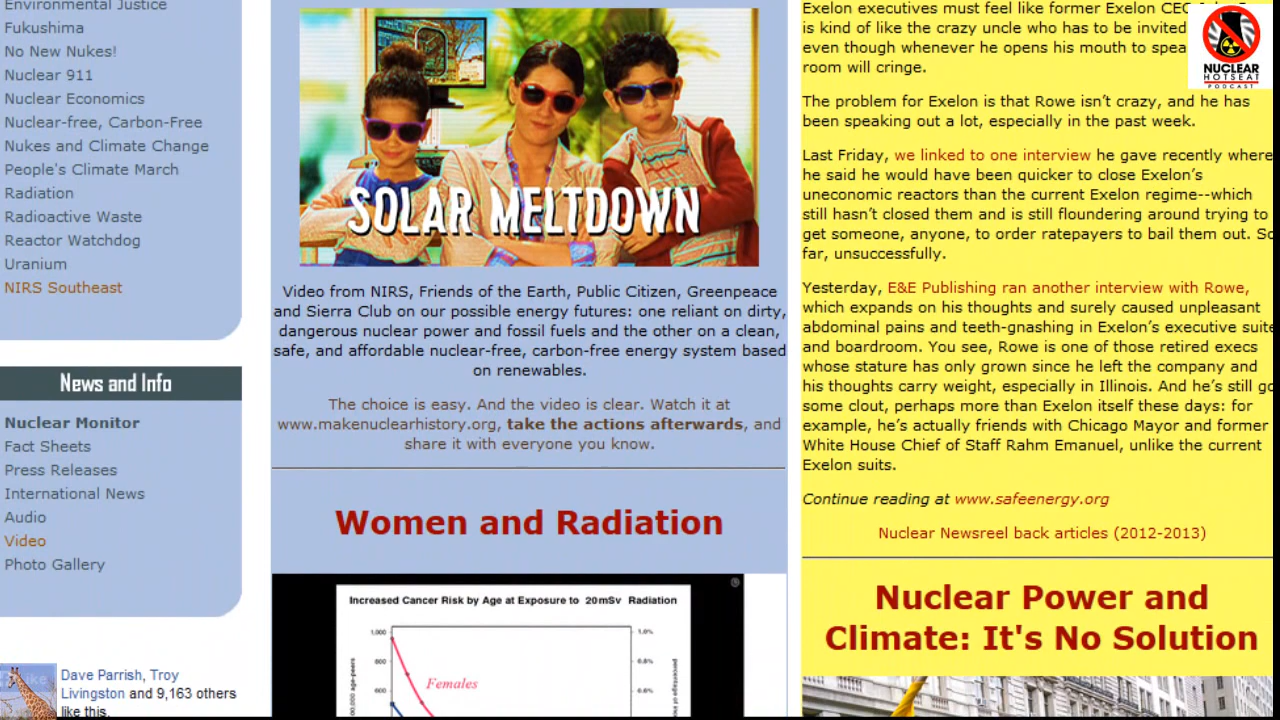 Environmental Justice
Fukushima
No New Nukes!
Nuclear 911
Nuclear Economics
Nuclear-free, Carbon-Free
Nukes and Climate Change
People's Climate March
Radiation
Radioactive Waste
Reactor Watchdog
Uranium
NIRS Southeast
News and Info
Nuclear Monitor
Fact Sheets
Press Releases
International News
Audio
Video
Photo Gallery
Dave Parrish, Troy
Livingston and 9,163 others
like this.
SOLAR MELTDOWN
Video from NIRS, Friends of the Earth, Public Citizen, Greenpeace
and Sierra Club on our possible energy futures: one reliant on dirty,
dangerous nuclear power and fossil fuels and the other on a clean,
safe, and affordable nuclear-free, carbon-free energy system based
on renewables.
The choice is easy. And the video is clear. Watch it at
www.makenuclearhistory.org, take the actions afterwards, and
share it with everyone you know.
Women and Radiation
Increased Cancer Risk by Age at Exposure to 20mSv Radiation
1,000
800
600
1.0%
0.8%
0.6%
Females
Exelon executives must feel like former Exelon CEO
is kind of like the crazy uncle who has to be invited
even though whenever he opens his mouth to spea
room will cringe.
The problem for Exelon is that Rowe isn’t crazy, and he has
been speaking out a lot, especially in the past week.
Last Friday, we linked to one interview he gave recently where
he said he would have been quicker to close Exelon’s
uneconomic reactors than the current Exelon regime--which
still hasn’t closed them and is still floundering around trying to
get someone, anyone, to order ratepayers to bail them out. So
far, unsuccessfully.
Yesterday, E&E Publishing ran another interview with Rowe,
which expands on his thoughts and surely caused unpleasant
abdominal pains and teeth-gnashing in Exelon’s executive suite
and boardroom. You see, Rowe is one of those retired execs
whose stature has only grown since he left the company and
his thoughts carry weight, especially in Illinois. And he’s still go
some clout, perhaps more than Exelon itself these days: for
example, he’s actually friends with Chicago Mayor and former
White House Chief of Staff Rahm Emanuel, unlike the current
Exelon suits.
Continue reading at www.safeenergy.org
Nuclear Newsreel back articles (2012-2013)
Nuclear Power and
Climate: It's No Solution
NUCLEAR
HOTSEAT
PODCAST